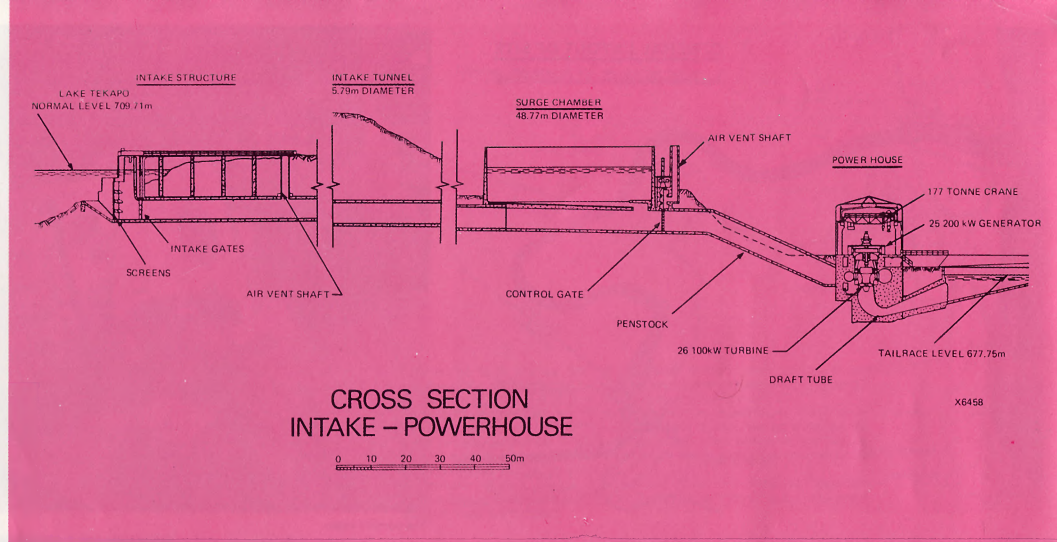 INTAKE STRUCTURE
LAKE TEKAPO
NORMAL LEVEL 709.71m
INTAKE TUNNEL
5.79m DIAMETER
SURGE CHAMBER
48.77m DIAMETER
AIR VENT SHAFT
POWER HOUSE
177 TONNE CRANE
25 200 kW GENERATOR
INTAKE GATES
SCREENS
AIR VENT SHAFT
CONTROL GATE
PENSTOCK
26 100kW TURBINE
DRAFT TUBE
TAILRACE LEVEL 677.75m
X6458
CROSS SECTION
INTAKE – POWERHOUSE
0 10 20 30 40 50m